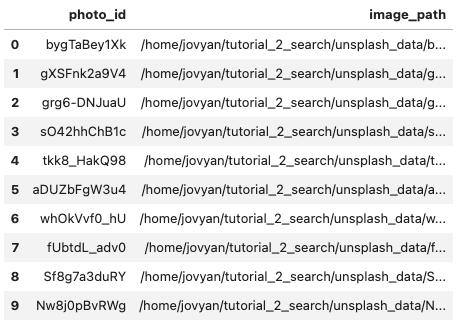 photo_id image_path
0 bygTaBey1Xk /home/jovyan/tutorial_2_search/unsplash_data/b...
1 gXSFnk2a9V4 /home/jovyan/tutorial_2_search/unsplash_data/g...
2 grg6-DNJuaU /home/jovyan/tutorial_2_search/unsplash_data/g...
3 sO42hhChB1c /home/jovyan/tutorial_2_search/unsplash_data/s...
4 tkk8_HakQ98 /home/jovyan/tutorial_2_search/unsplash_data/t...
5 aDUZbFgW3u4 /home/jovyan/tutorial_2_search/unsplash_data/a...
6 whOkVvf0_hU /home/jovyan/tutorial_2_search/unsplash_data/w...
7 fUbtdL_adv0 /home/jovyan/tutorial_2_search/unsplash_data/f...
8 Sf8g7a3duRY /home/jovyan/tutorial_2_search/unsplash_data/S...
9 Nw8j0pBvRWg /home/jovyan/tutorial_2_search/unsplash_data/N...